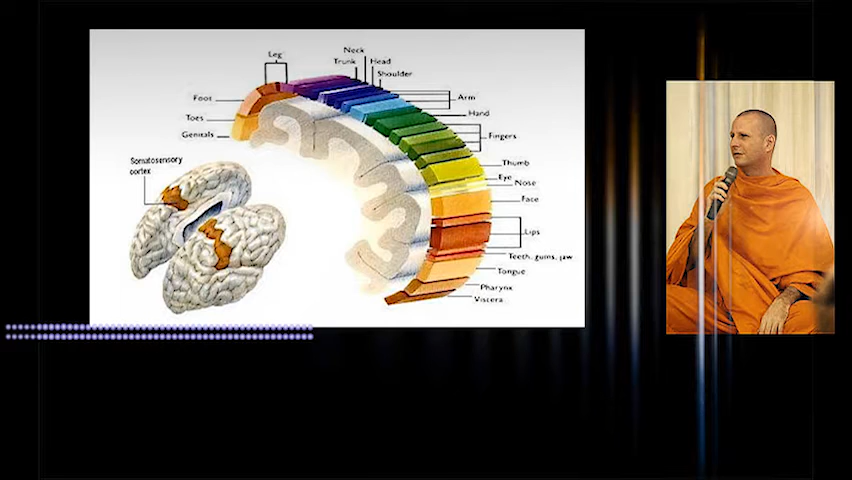 Neck
Leg
Trunk
Head
Shoulder
Foot
Arm
Toes
Hand
Genitals
Fingers
Somatosensory
cortex
Thumb
Eye
Nose
Face
Lips
Teeth, gums, jaw
Tongue
Pharynx
Viscera